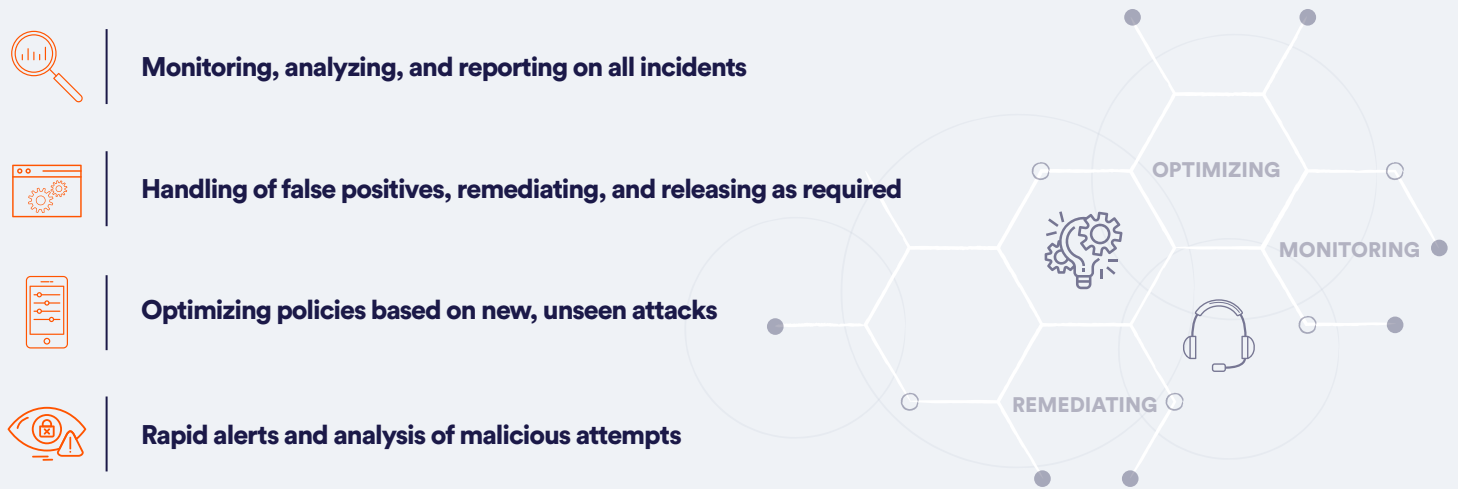 Monitoring, analyzing, and reporting on all incidents
Handling of false positives, remediating, and releasing as required
Optimizing policies based on new, unseen attacks
Rapid alerts and analysis of malicious attempts
OPTIMIZING
MONITORING
REMEDIATING